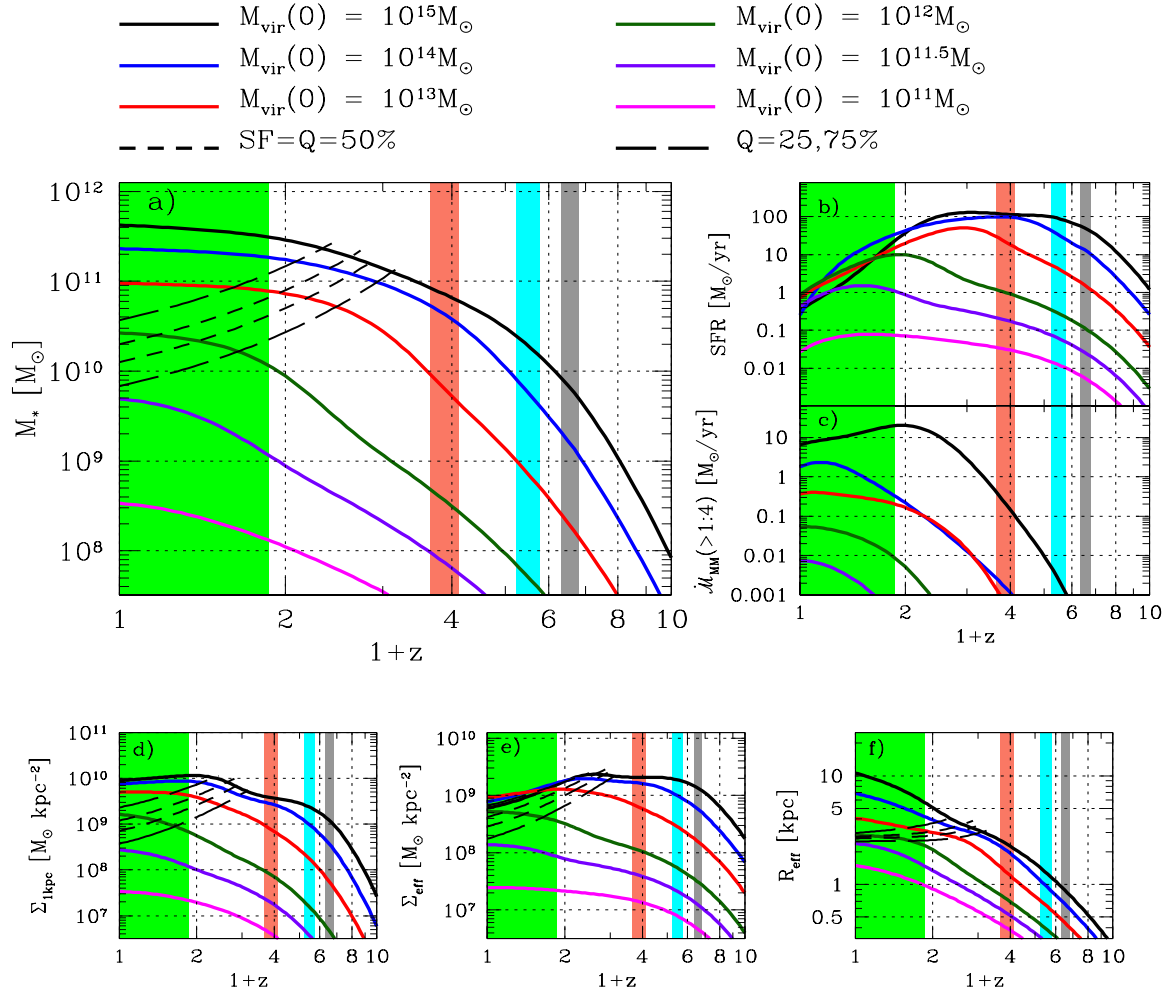 M_vir(0) = 10^15 M_⊙
M_vir(0) = 10^12 M_⊙
M_vir(0) = 10^14 M_⊙
M_vir(0) = 10^11.5 M_⊙
M_vir(0) = 10^13 M_⊙
M_vir(0) = 10^11 M_⊙
SF=Q=50%
Q=25,75%
a)
M_* [M_⊙]
10^12
10^11
10^10
10^9
10^8
1 2 4 6 8 10
1+z
b)
SFR [M_⊙/yr]
100
10
1
0.1
0.01
c)
Ṁ_MM(>1:4) [M_⊙/yr]
10
1
0.1
0.01
0.001
1 2 4 6 8 10
1+z
d)
Σ_1kpc [M_⊙ kpc^−2]
10^11
10^10
10^9
10^8
10^7
1 2 4 6 8 10
1+z
e)
Σ_eff [M_⊙ kpc^−2]
10^10
10^9
10^8
10^7
1 2 4 6 8 10
1+z
f)
R_eff [kpc]
10
5
1
0.5
1 2 4 6 8 10
1+z